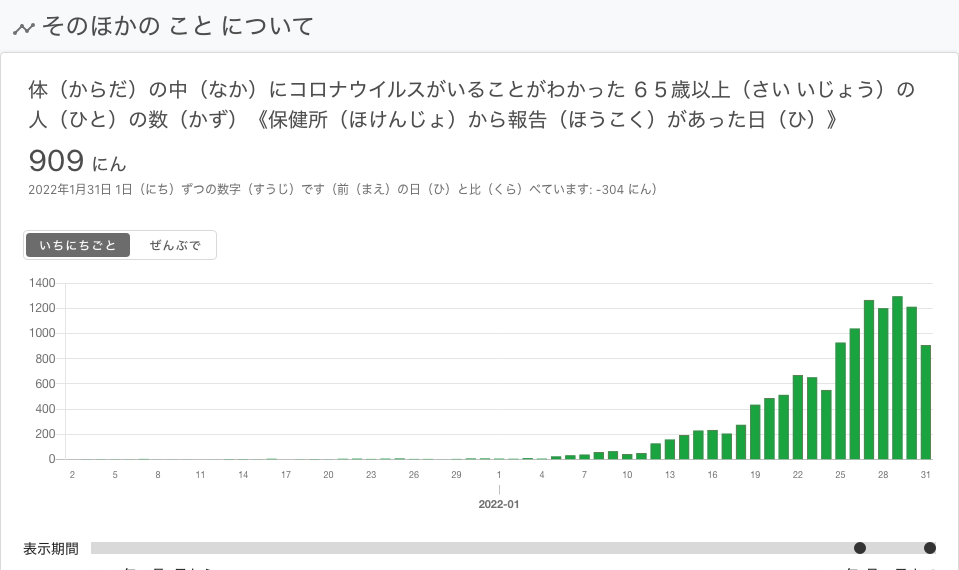 そのほかの こと について
体（からだ）の中（なか）にコロナウイルスがいることがわかった ６５歳以上（さい いじょう）の
人（ひと）の数（かず）《保健所（ほけんじょ）から報告（ほうこく）があった日（ひ）》
909 にん
2022年1月31日 1日（にち）ずつの数字（すうじ）です（前（まえ）の日（ひ）と比（くら）べています: -304 にん）
いちにちごと ぜんぶで
1400
1200
1000
800
600
400
200
0
2 5 8 11 14 17 20 23 26 29 1 4 7 10 13 16 19 22 25 28 31
2022-01
表示期間